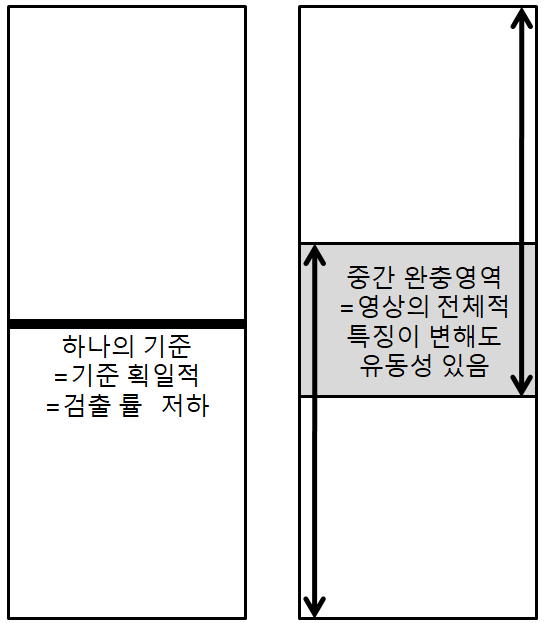 하나의 기준
=기준 획일적
=검출 률 저하
중간 완충영역
=영상의 전체적
특징이 변해도
유동성 있음